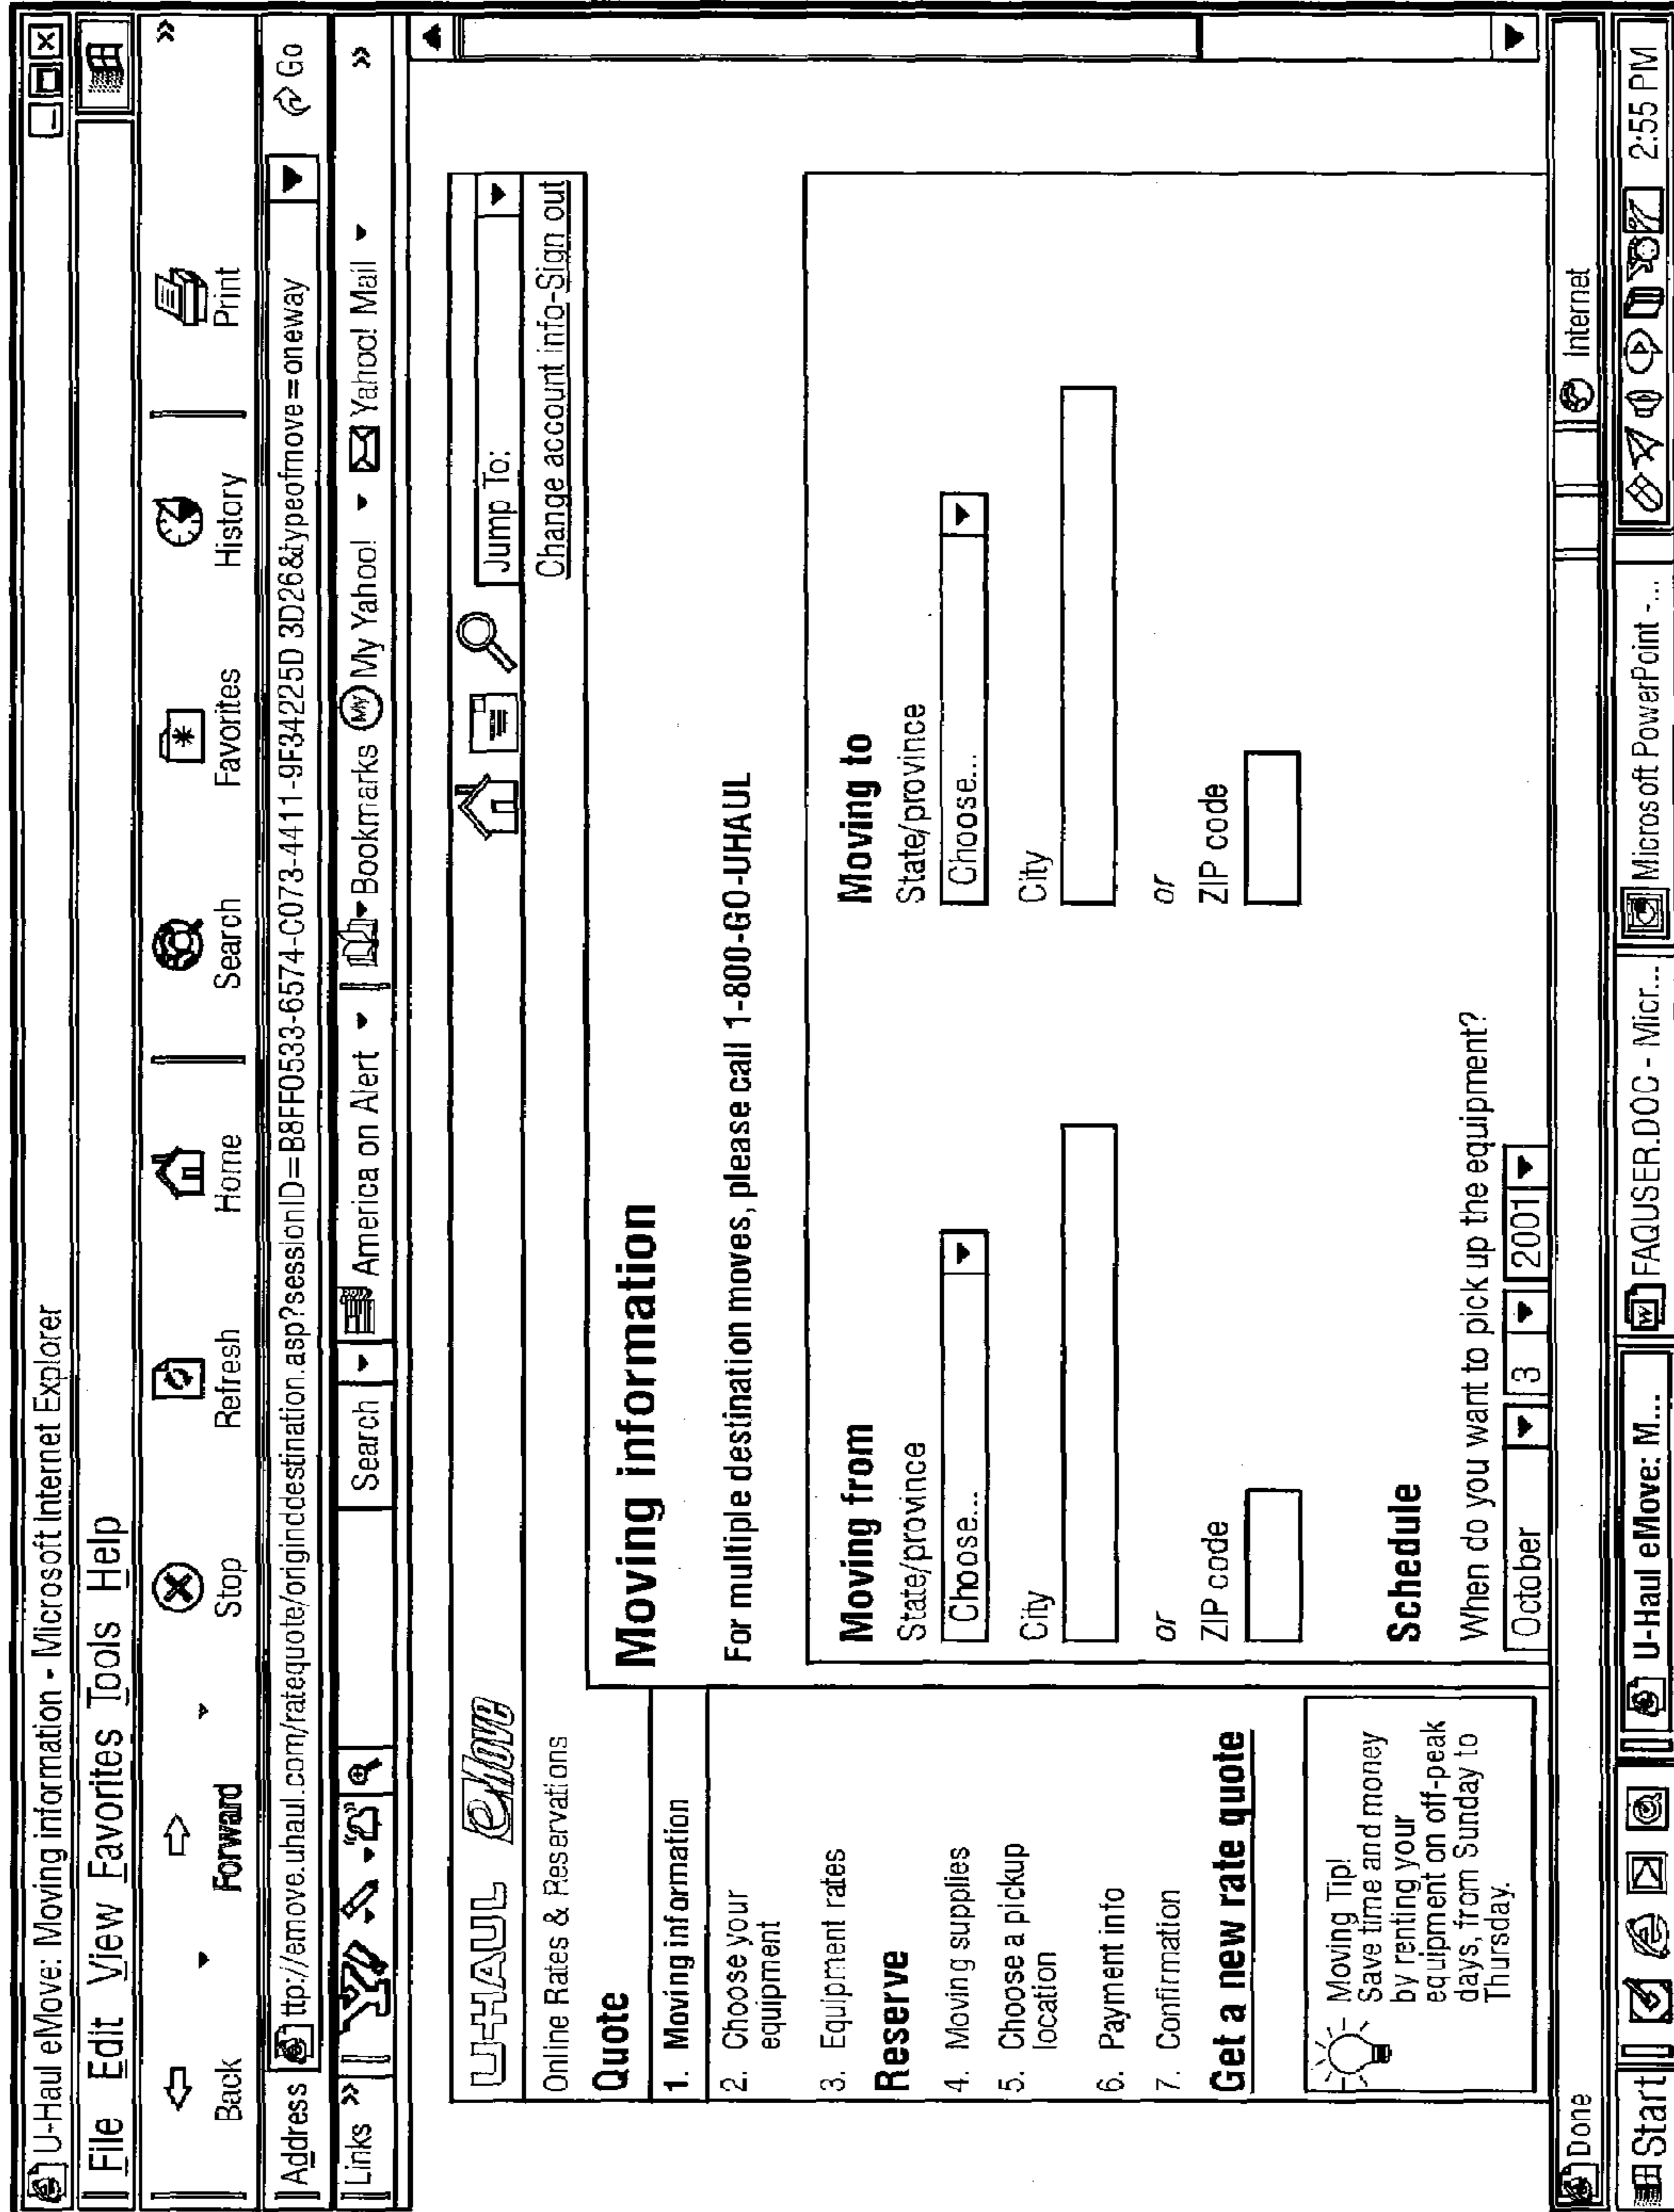 U-Haul eMove: Moving information - Microsoft Internet Explorer
File Edit View Favorites Tools Help
Back Forward Stop Refresh Home Search Favorites History Print »
Address ttp://emove.uhaul.com/ratequote/origindestination.asp?sessionID=B8FF0533-6574-C073-4411-9F34225D 3D26&typeofmove=oneway Go
Links » Y! Search America on Alert Bookmarks My My Yahoo! Yahoo! Mail »
U-HAUL eMove Jump To:
Online Rates & Reservations Change account info-Sign out
Quote
1. Moving information
2. Choose your
equipment
3. Equipment rates
Reserve
4. Moving supplies
5. Choose a pickup
location
6. Payment info
7. Confirmation
Get a new rate quote
Moving Tip!
Save time and money
by renting your
equipment on off-peak
days, from Sunday to
Thursday.
Moving information
For multiple destination moves, please call 1-800-GO-UHAUL
Moving from
State/province
Choose...
City
or
ZIP code
Moving to
State/province
Choose...
City
or
ZIP code
Schedule
When do you want to pick up the equipment?
October 3 2001
Done Internet
Start U-Haul eMove: M... W FAQUSER.DOC - Micr... Microsoft PowerPoint -... 2:55 PM